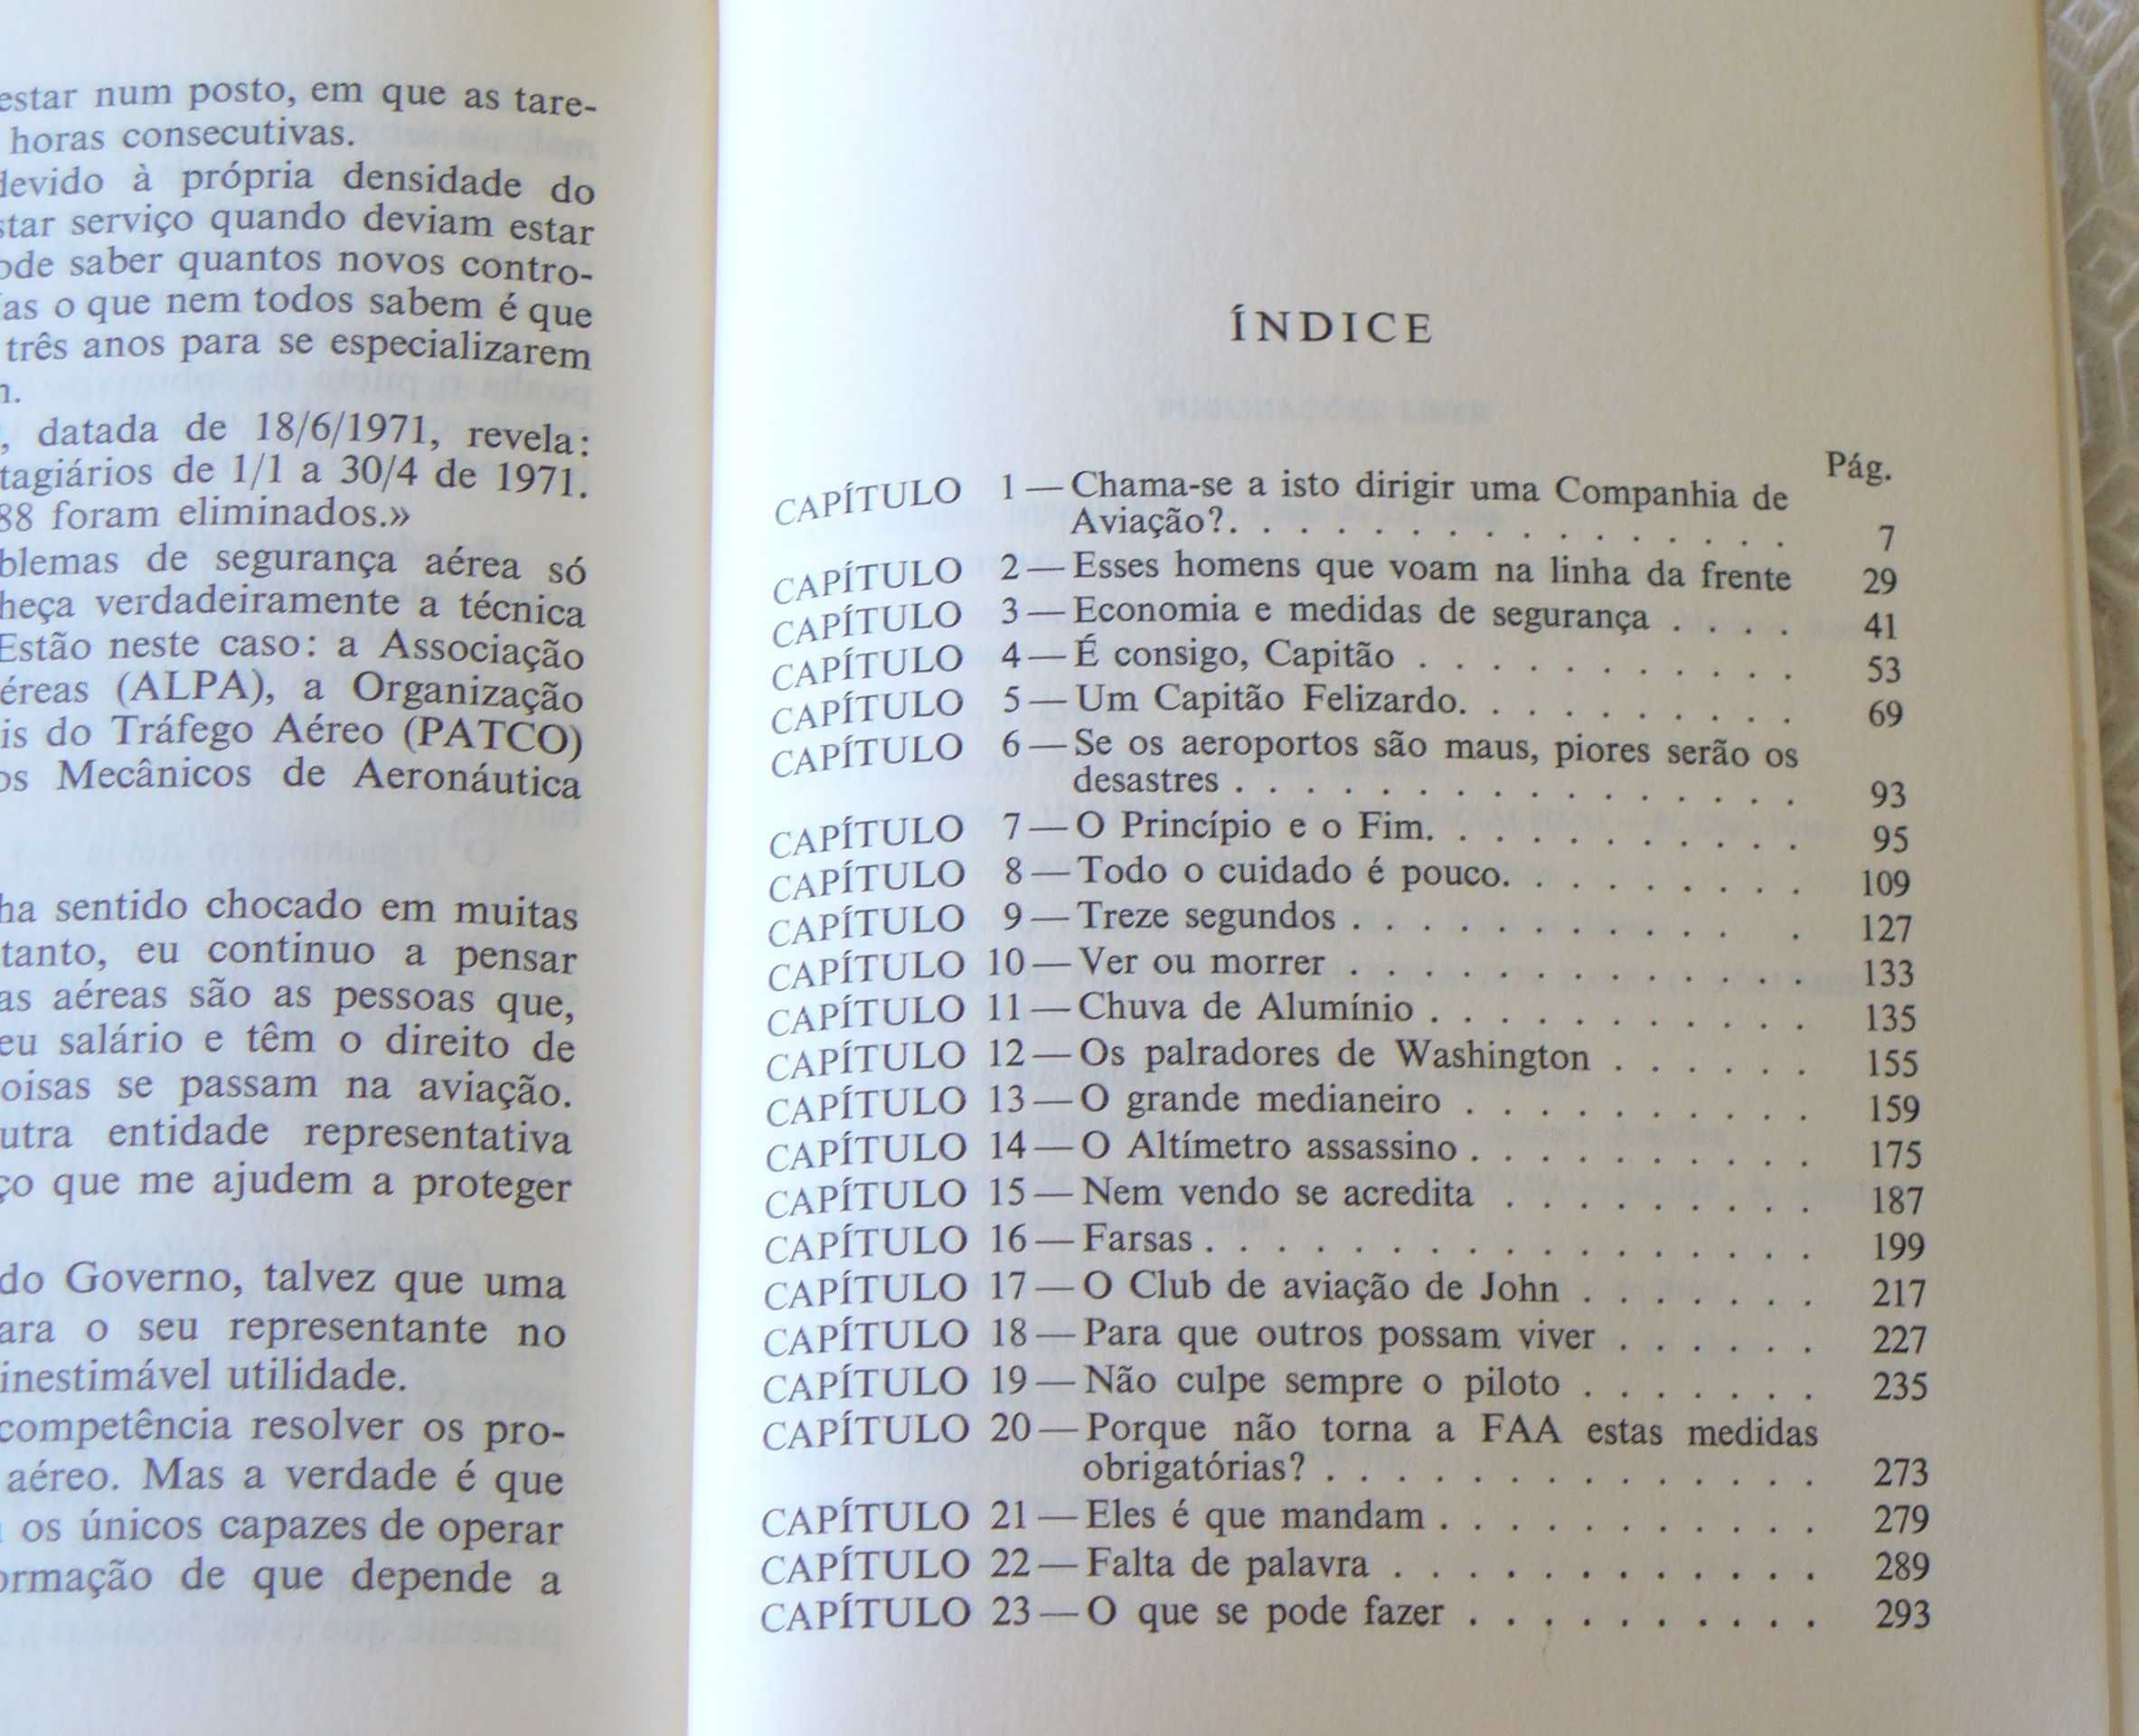 estar num posto, em que as tare-
horas consecutivas.
devido à própria densidade do
star serviço quando deviam estar
ode saber quantos novos contro-
as o que nem todos sabem é que
três anos para se especializarem
, datada de 18/6/1971, revela:
tagiários de 1/1 a 30/4 de 1971.
88 foram eliminados.»
blemas de segurança aérea só
heça verdadeiramente a técnica
Estão neste caso: a Associação
éreas (ALPA), a Organização
is do Tráfego Aéreo (PATCO)
os Mecânicos de Aeronáutica
ha sentido chocado em muitas
tanto, eu continuo a pensar
as aéreas são as pessoas que,
eu salário e têm o direito de
oisas se passam na aviação.
utra entidade representativa
ço que me ajudem a proteger
do Governo, talvez que uma
ara o seu representante no
inestimável utilidade.
competência resolver os pro-
aéreo. Mas a verdade é que
os únicos capazes de operar
ormação de que depende a
ÍNDICE
Pág.
CAPÍTULO 1 — Chama-se a isto dirigir uma Companhia de
Aviação?. . . . . . . . . . . . . . . 7
CAPÍTULO 2 — Esses homens que voam na linha da frente 29
CAPÍTULO 3 — Economia e medidas de segurança . . . . 41
CAPÍTULO 4 — É consigo, Capitão . . . . . . . . . . . 53
CAPÍTULO 5 — Um Capitão Felizardo. . . . . . . . . . 69
CAPÍTULO 6 — Se os aeroportos são maus, piores serão os
desastres . . . . . . . . . . . . . . . . 93
CAPÍTULO 7 — O Princípio e o Fim. . . . . . . . . . . 95
CAPÍTULO 8 — Todo o cuidado é pouco. . . . . . . . . 109
CAPÍTULO 9 — Treze segundos . . . . . . . . . . . . 127
CAPÍTULO 10 — Ver ou morrer . . . . . . . . . . . . . 133
CAPÍTULO 11 — Chuva de Alumínio . . . . . . . . . . . 135
CAPÍTULO 12 — Os palradores de Washington . . . . . . 155
CAPÍTULO 13 — O grande medianeiro . . . . . . . . . . 159
CAPÍTULO 14 — O Altímetro assassino . . . . . . . . . . 175
CAPÍTULO 15 — Nem vendo se acredita . . . . . . . . . 187
CAPÍTULO 16 — Farsas . . . . . . . . . . . . . . . . . 199
CAPÍTULO 17 — O Club de aviação de John . . . . . . . 217
CAPÍTULO 18 — Para que outros possam viver . . . . . . 227
CAPÍTULO 19 — Não culpe sempre o piloto . . . . . . . 235
CAPÍTULO 20 — Porque não torna a FAA estas medidas
obrigatórias? . . . . . . . . . . . . . . 273
CAPÍTULO 21 — Eles é que mandam . . . . . . . . . . . 279
CAPÍTULO 22 — Falta de palavra . . . . . . . . . . . . 289
CAPÍTULO 23 — O que se pode fazer . . . . . . . . . . 293